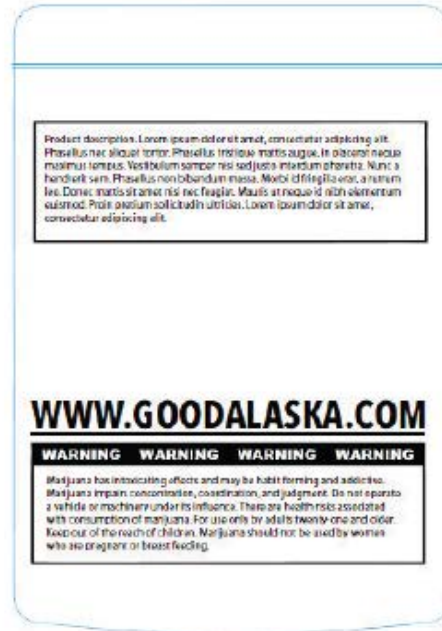 Product description. Lorem ipsum dolor sit amet, consectetur adipiscing elit.
Phasellus nec aliquet tortor. Phasellus tristique mattis augue, in placerat neque
maximus tempus. Vestibulum semper nisi sed justo interdum pharetra. Nunc a
hendrerit sem. Phasellus non bibendum massa. Morbi id fringilla erat, a rutrum
leo. Donec mattis sit amet nisi nec feugiat. Mauris ut neque id nibh elementum
euismod. Proin pretium sollicitudin ultricies. Lorem ipsum dolor sit amet,
consectetur adipiscing elit.
WWW.GOODALASKA.COM
WARNING WARNING WARNING WARNING
Marijuana has intoxicating effects and may be habit forming and addictive.
Marijuana impairs concentration, coordination, and judgment. Do not operate
a vehicle or machinery under its influence. There are health risks associated
with consumption of marijuana. For use only by adults twenty-one and older.
Keep out of the reach of children. Marijuana should not be used by women
who are pregnant or breast feeding.